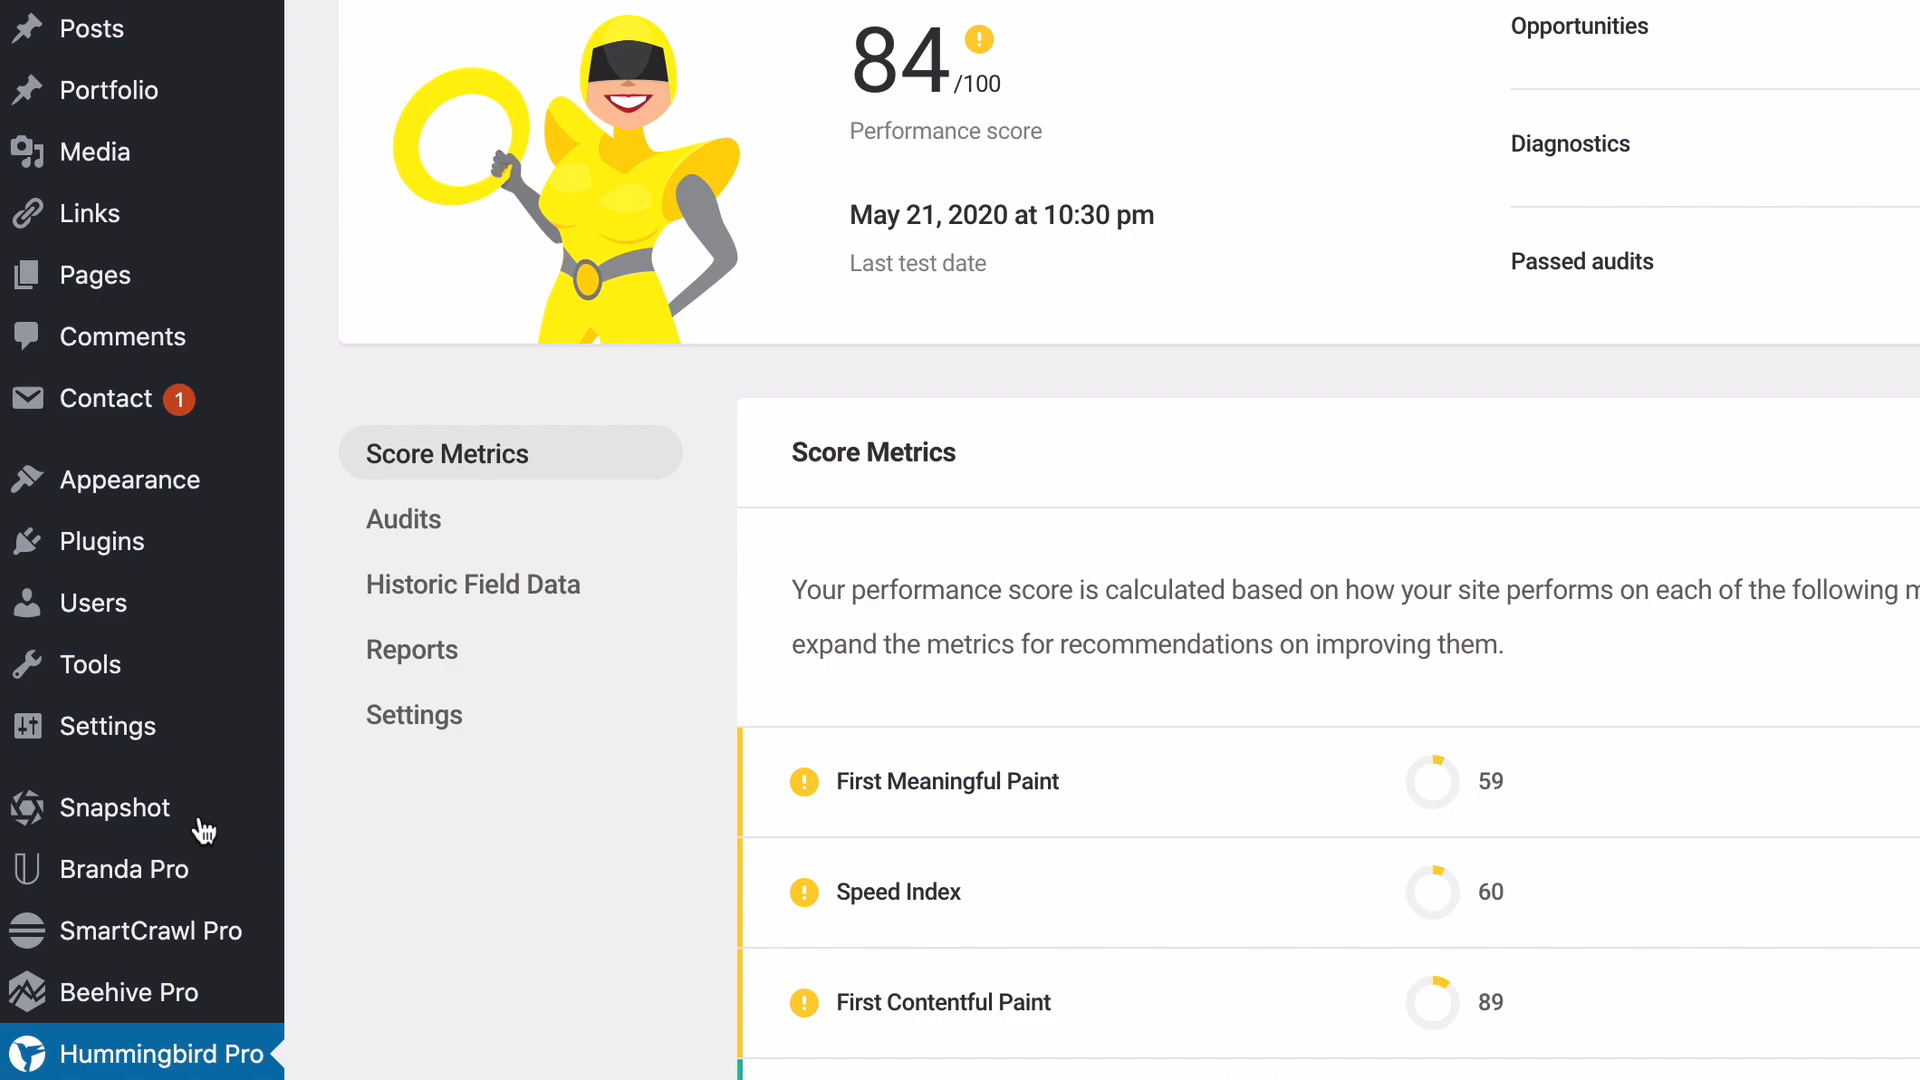 Posts
Portfolio
Media
Links
Pages
Comments
Contact 1
Appearance
Plugins
Users
Tools
Settings
Snapshot
Branda Pro
SmartCrawl Pro
Beehive Pro
Hummingbird Pro
84 /100
Performance score
May 21, 2020 at 10:30 pm
Last test date
Opportunities
Diagnostics
Passed audits
Score Metrics
Audits
Historic Field Data
Reports
Settings
Score Metrics
Your performance score is calculated based on how your site performs on each of the following
expand the metrics for recommendations on improving them.
First Meaningful Paint 59
Speed Index 60
First Contentful Paint 89